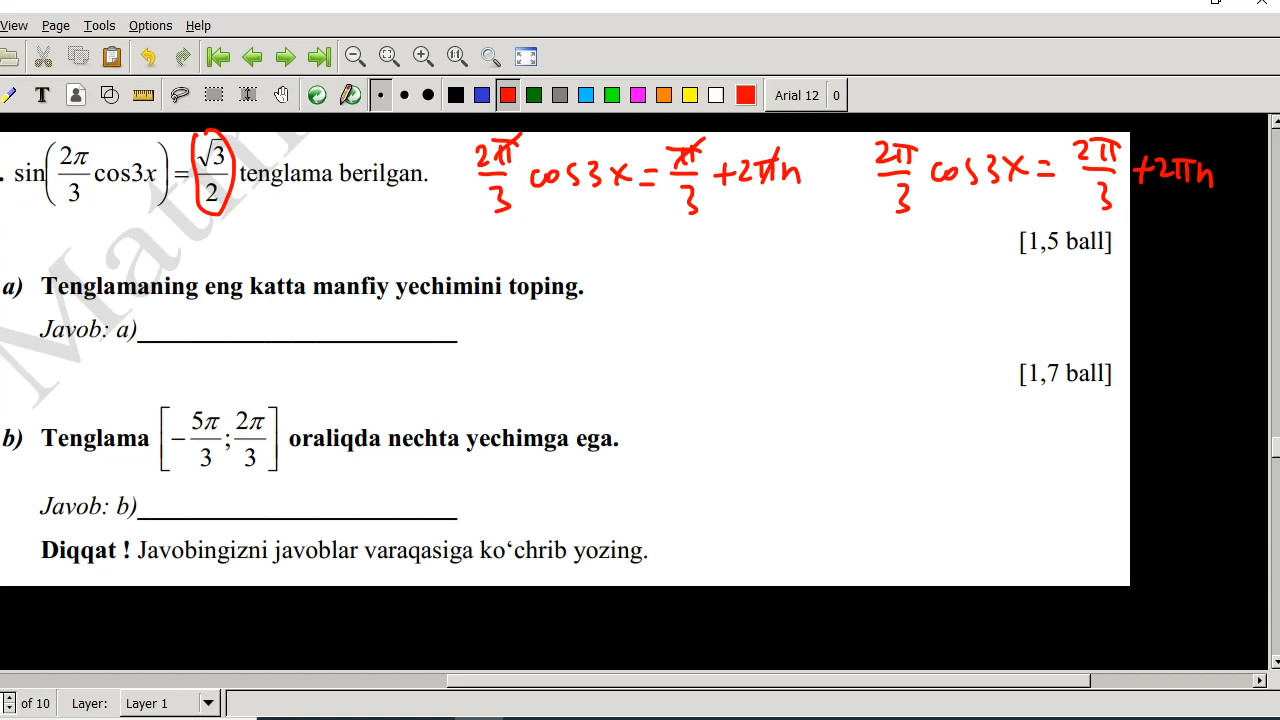 View Page Tools Options Help
T Arial 12 0
. sin(2π/3 cos3x) = √3/2 tenglama berilgan. 2π/3 cos3x = π/3 + 2πn 2π/3 cos3x = 2π/3 + 2πn
[1,5 ball]
a) Tenglamaning eng katta manfiy yechimini toping.
Javob: a)____________________
[1,7 ball]
b) Tenglama [-5π/3 ; 2π/3] oraliqda nechta yechimga ega.
Javob: b)____________________
Diqqat ! Javobingizni javoblar varaqasiga ko‘chrib yozing.
Math
of 10 Layer: Layer 1